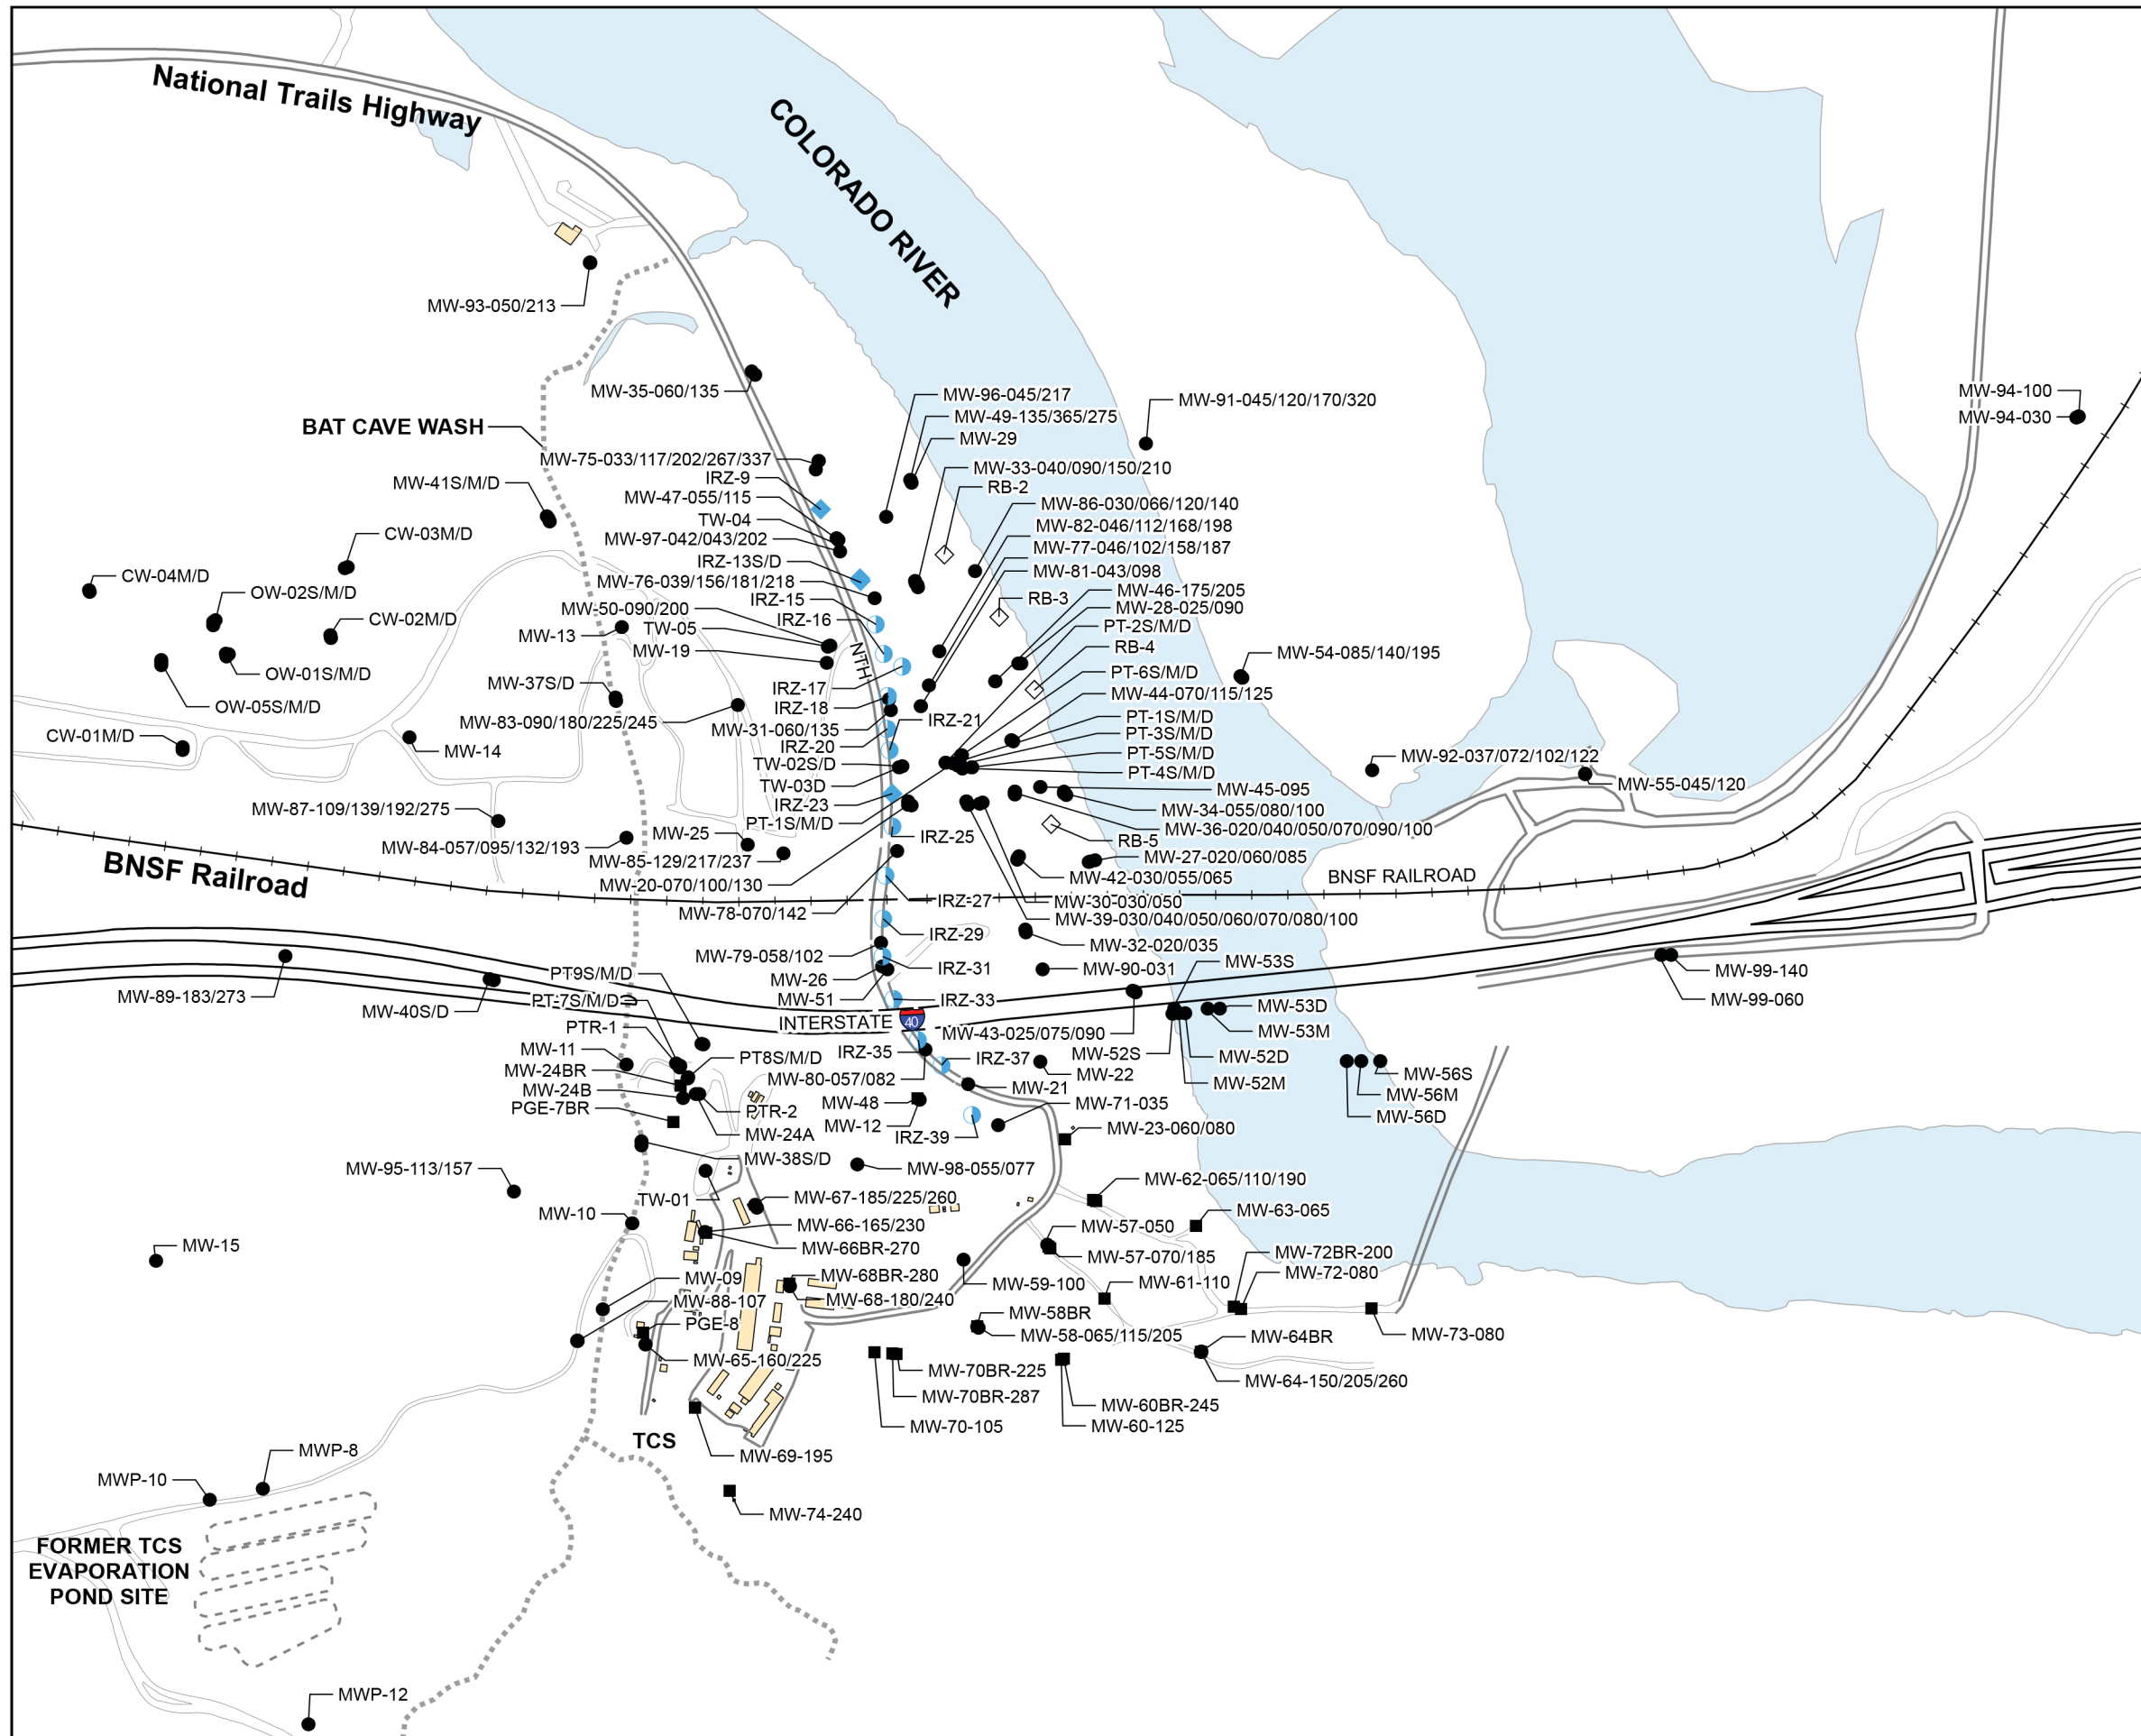 National Trails Highway
COLORADO RIVER
MW-93-050/213
MW-35-060/135
BAT CAVE WASH
MW-96-045/217
MW-49-135/365/275
MW-29
MW-91-045/120/170/320
MW-94-100
MW-94-030
MW-75-033/117/202/267/337
IRZ-9
MW-47-055/115
TW-04
MW-97-042/043/202
IRZ-13S/D
MW-76-039/156/181/218
IRZ-15
MW-50-090/200
IRZ-16
TW-05
MW-19
MW-41S/M/D
CW-03M/D
CW-04M/D
OW-02S/M/D
CW-02M/D
OW-01S/M/D
OW-05S/M/D
CW-01M/D
MW-14
MW-13
MW-37S/D
MW-83-090/180/225/245
MW-33-040/090/150/210
RB-2
MW-86-030/066/120/140
MW-82-046/112/168/198
MW-77-046/102/158/187
MW-81-043/098
RB-3
MW-46-175/205
MW-28-025/090
PT-2S/M/D
RB-4
PT-6S/M/D
MW-44-070/115/125
PT-1S/M/D
PT-3S/M/D
PT-5S/M/D
PT-4S/M/D
MW-54-085/140/195
NTH
IRZ-17
IRZ-18
MW-31-060/135
IRZ-21
IRZ-20
TW-02S/D
TW-03D
IRZ-23
PT-1S/M/D
IRZ-25
MW-92-037/072/102/122
MW-55-045/120
MW-45-095
MW-34-055/080/100
MW-36-020/040/050/070/090/100
RB-5
MW-27-020/060/085
MW-42-030/055/065
MW-87-109/139/192/275
MW-84-057/095/132/193
MW-25
MW-85-129/217/237
MW-20-070/100/130
MW-78-070/142
BNSF Railroad
BNSF RAILROAD
IRZ-27
MW-30-030/050
MW-39-030/040/050/060/070/080/100
IRZ-29
MW-32-020/035
MW-79-058/102
IRZ-31
MW-26
MW-51
MW-90-031
MW-53S
MW-99-140
MW-99-060
MW-89-183/273
MW-40S/D
PT9S/M/D
PT-7S/M/D
PTR-1
IRZ-33
INTERSTATE
40
MW-43-025/075/090
MW-53D
MW-53M
MW-52S
MW-52D
MW-52M
MW-11
MW-24BR
MW-24B
PGE-7BR
PT8S/M/D
PTR-2
MW-24A
MW-38S/D
IRZ-35
MW-80-057/082
IRZ-37
MW-22
MW-21
MW-48
MW-12
IRZ-39
MW-71-035
MW-23-060/080
MW-56S
MW-56M
MW-56D
MW-95-113/157
MW-98-055/077
TW-01
MW-67-185/225/260
MW-62-065/110/190
MW-10
MW-66-165/230
MW-66BR-270
MW-63-065
MW-57-050
MW-57-070/185
MW-15
MW-09
MW-88-107
PGE-8
MW-65-160/225
MW-68BR-280
MW-68-180/240
MW-59-100
MW-61-110
MW-72BR-200
MW-72-080
MW-58BR
MW-58-065/115/205
MW-64BR
MW-73-080
MW-64-150/205/260
MW-70BR-225
MW-70BR-287
MW-70-105
MW-60BR-245
MW-60-125
TCS
MW-69-195
MW-74-240
MWP-8
MWP-10
FORMER TCS
EVAPORATION
POND SITE
MWP-12